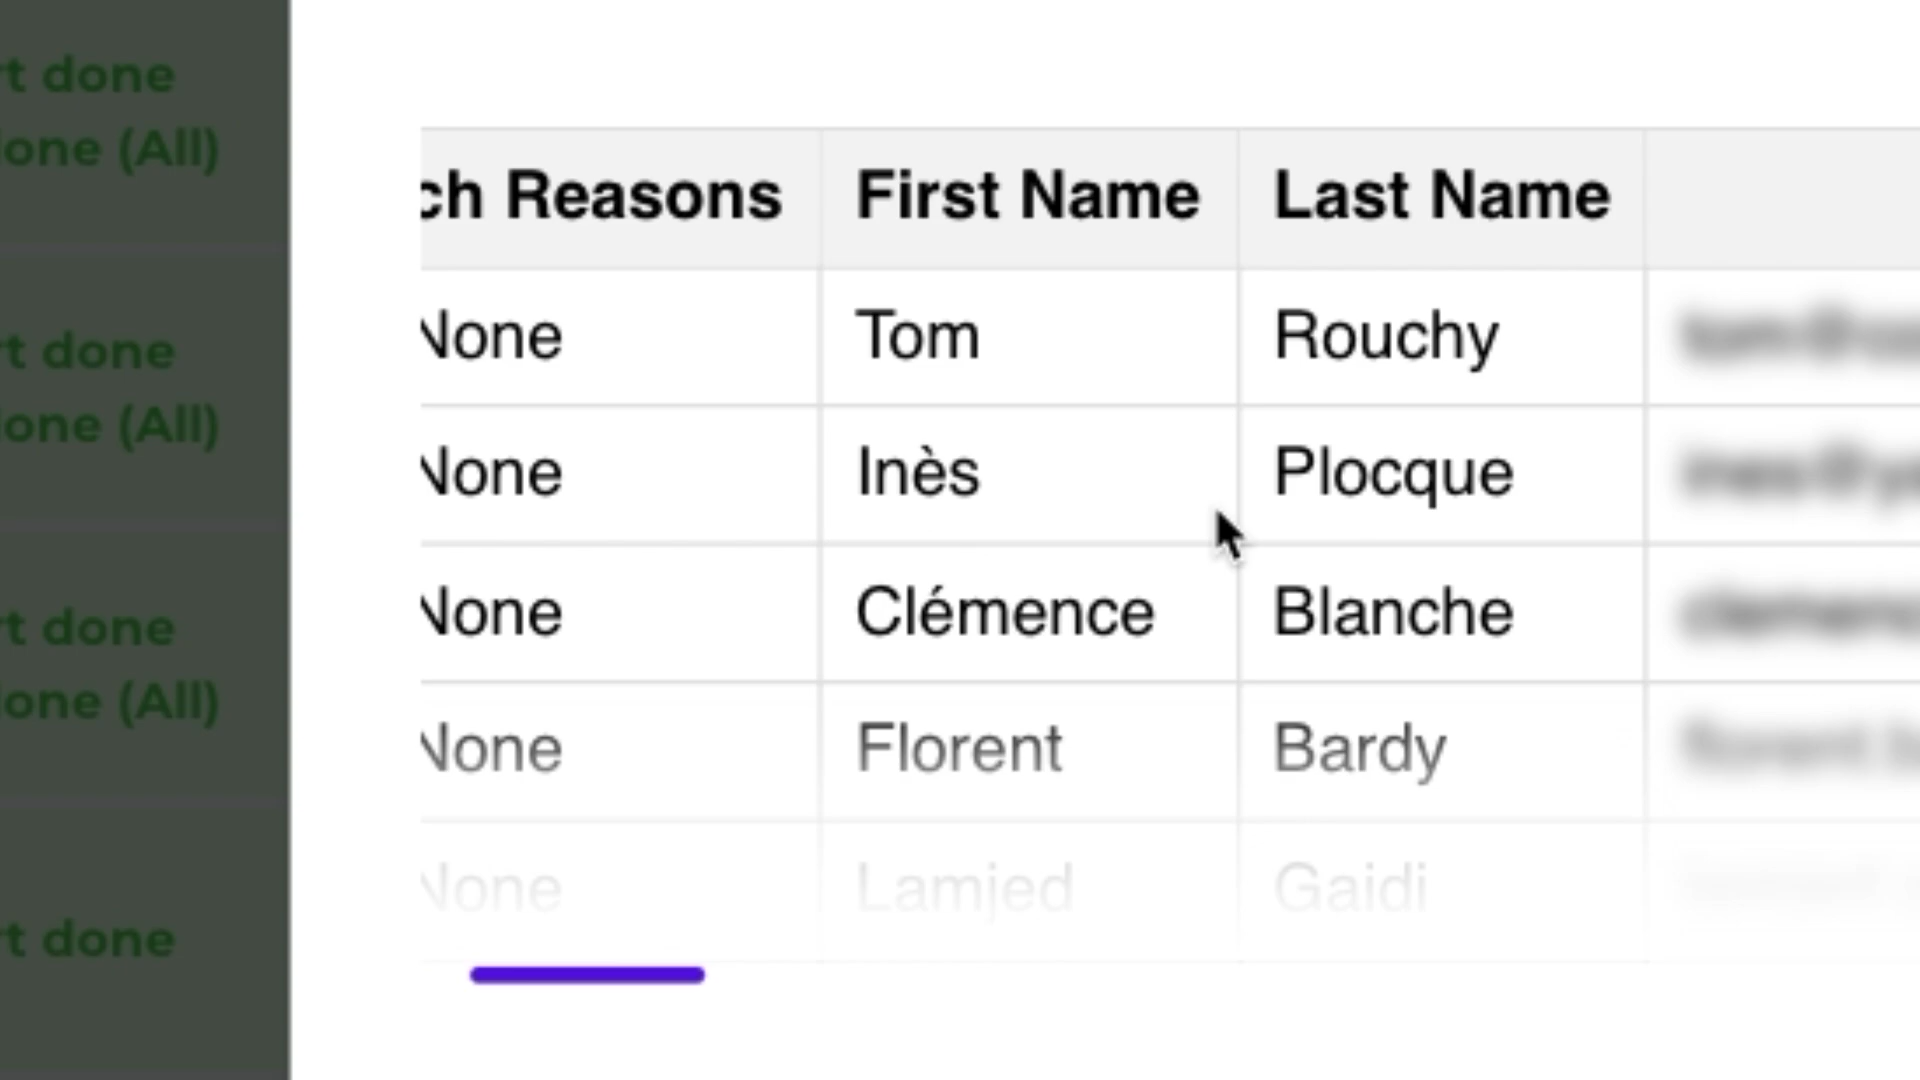 t done
one (All)
t done
one (All)
t done
one (All)
t done
ch Reasons First Name Last Name
None Tom Rouchy
None Inès Plocque
None Clémence Blanche
None Florent Bardy
None Lamjed Gaidi